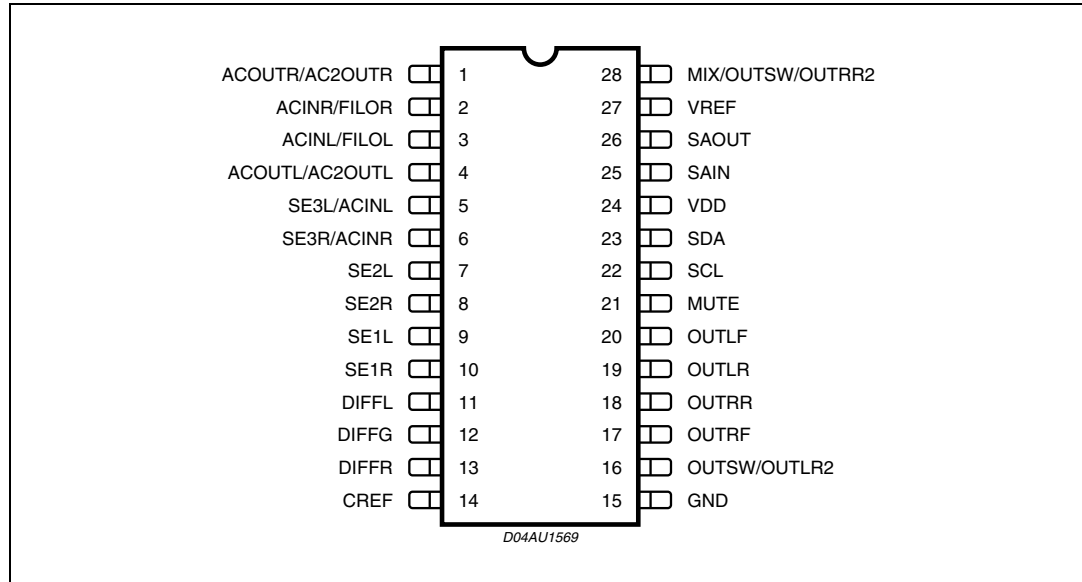 ACOUTR/AC2OUTR 1 28 MIX/OUTSW/OUTRR2
ACINR/FILOR 2 27 VREF
ACINL/FILOL 3 26 SAOUT
ACOUTL/AC2OUTL 4 25 SAIN
SE3L/ACINL 5 24 VDD
SE3R/ACINR 6 23 SDA
SE2L 7 22 SCL
SE2R 8 21 MUTE
SE1L 9 20 OUTLF
SE1R 10 19 OUTLR
DIFFL 11 18 OUTRR
DIFFG 12 17 OUTRF
DIFFR 13 16 OUTSW/OUTLR2
CREF 14 15 GND
D04AU1569